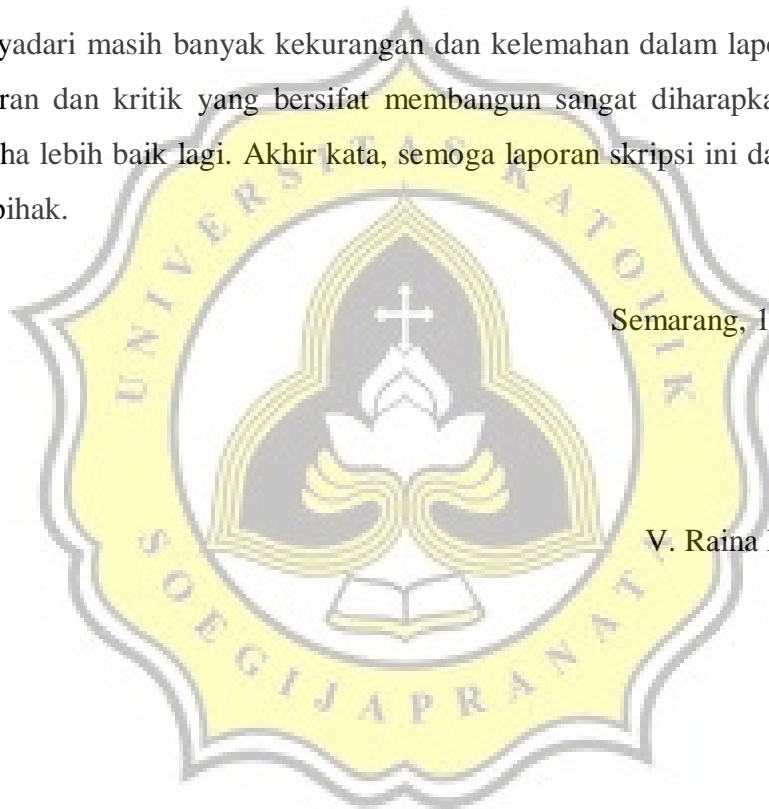 yadari masih banyak kekurangan dan kelemahan dalam lapo
ran dan kritik yang bersifat membangun sangat diharapka
ha lebih baik lagi. Akhir kata, semoga laporan skripsi ini da
pihak.
Semarang, 1
V. Raina
UNIVERSITAS KATOLIK
SOEGIJAPRANATA